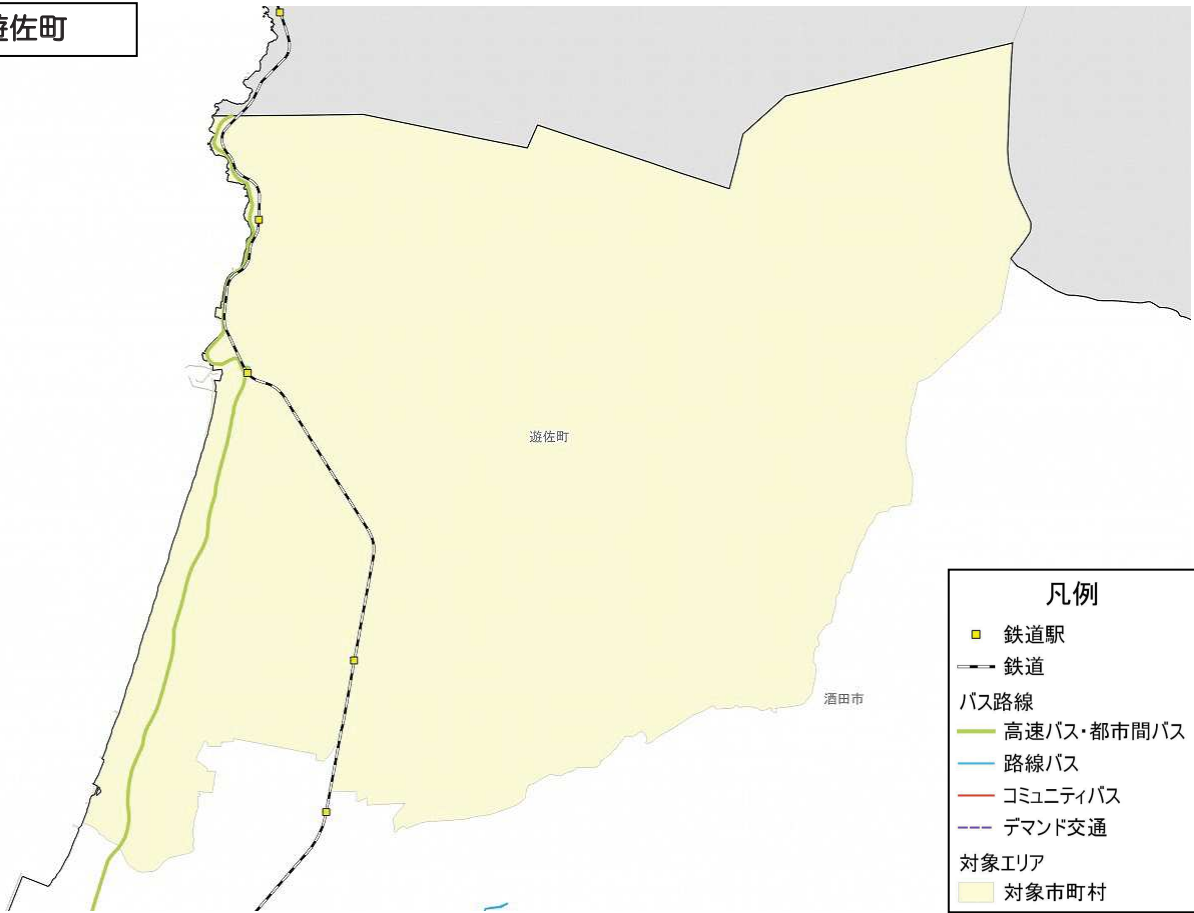 遊佐町
遊佐町
酒田市
凡例
鉄道駅
鉄道
バス路線
高速バス・都市間バス
路線バス
コミュニティバス
デマンド交通
対象エリア
対象市町村